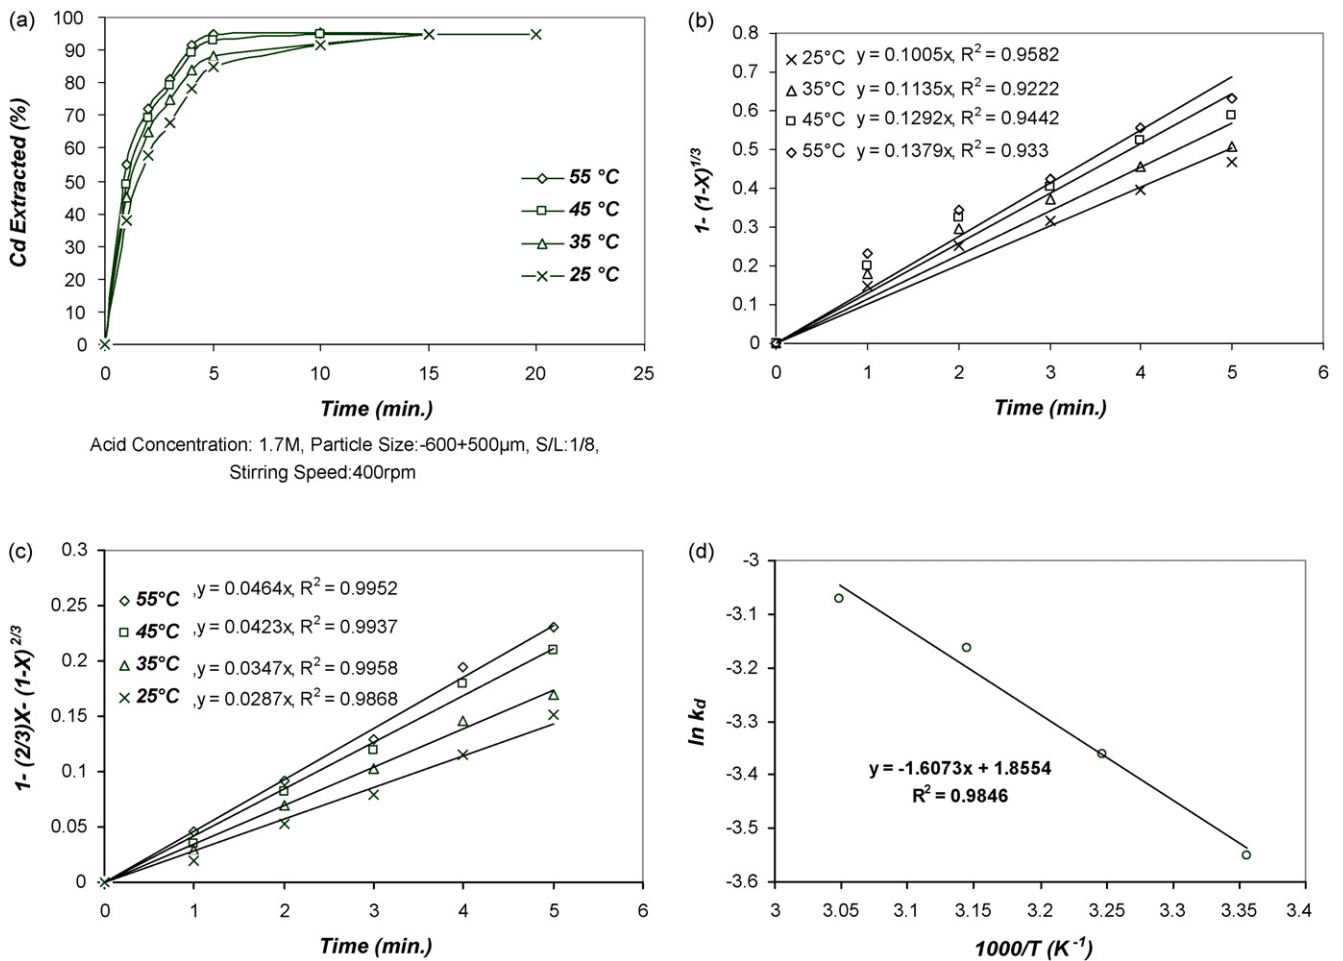 (a)
100
90
80
70
60
50
40
30
20
10
0
Cd Extracted (%)
55 °C
45 °C
35 °C
25 °C
0 5 10 15 20 25
Time (min.)
Acid Concentration: 1.7M, Particle Size:-600+500µm, S/L:1/8,
Stirring Speed:400rpm
(b)
0.8
0.7
0.6
0.5
0.4
0.3
0.2
0.1
0
1- (1-X)^1/3
25°C y = 0.1005x, R² = 0.9582
35°C y = 0.1135x, R² = 0.9222
45°C y = 0.1292x, R² = 0.9442
55°C y = 0.1379x, R² = 0.933
0 1 2 3 4 5 6
Time (min.)
(c)
0.3
0.25
0.2
0.15
0.1
0.05
0
1- (2/3)X- (1-X)^2/3
55°C ,y = 0.0464x, R² = 0.9952
45°C ,y = 0.0423x, R² = 0.9937
35°C ,y = 0.0347x, R² = 0.9958
25°C ,y = 0.0287x, R² = 0.9868
0 1 2 3 4 5 6
Time (min.)
(d)
-3
-3.1
-3.2
-3.3
-3.4
-3.5
-3.6
ln kd
y = -1.6073x + 1.8554
R² = 0.9846
3 3.05 3.1 3.15 3.2 3.25 3.3 3.35 3.4
1000/T (K⁻¹)